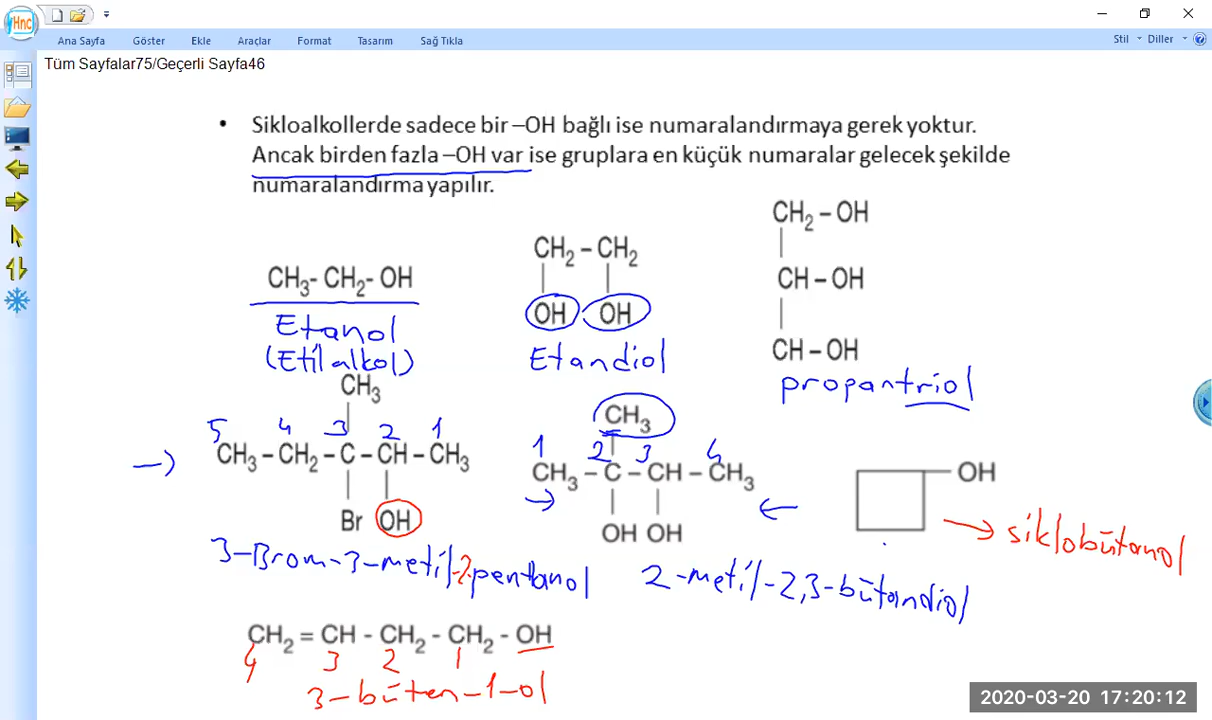 Hnc
Ana Sayfa Göster Ekle Araçlar Format Tasarım Sağ Tıkla Stil Diller
Tüm Sayfalar75/Geçerli Sayfa46
• Sikloalkollerde sadece bir –OH bağlı ise numaralandırmaya gerek yoktur.
Ancak birden fazla –OH var ise gruplara en küçük numaralar gelecek şekilde
numaralandırma yapılır.
CH3- CH2- OH
Etanol
(Etil alkol)
CH2 – CH2
OH OH
Etandiol
CH2 – OH
CH – OH
CH – OH
propantriol
CH3
5 4 3 2 1
CH3 – CH2 – C – CH – CH3
Br OH
3-Brom-3-metil-2-pentanol
CH3
1 2 3 4
CH3 – C – CH – CH3
OH OH
2-metil-2,3-bütandiol
OH
siklobütanol
CH2 = CH - CH2 - CH2 - OH
4 3 2 1
3-büten-1-ol
2020-03-20 17:20:12